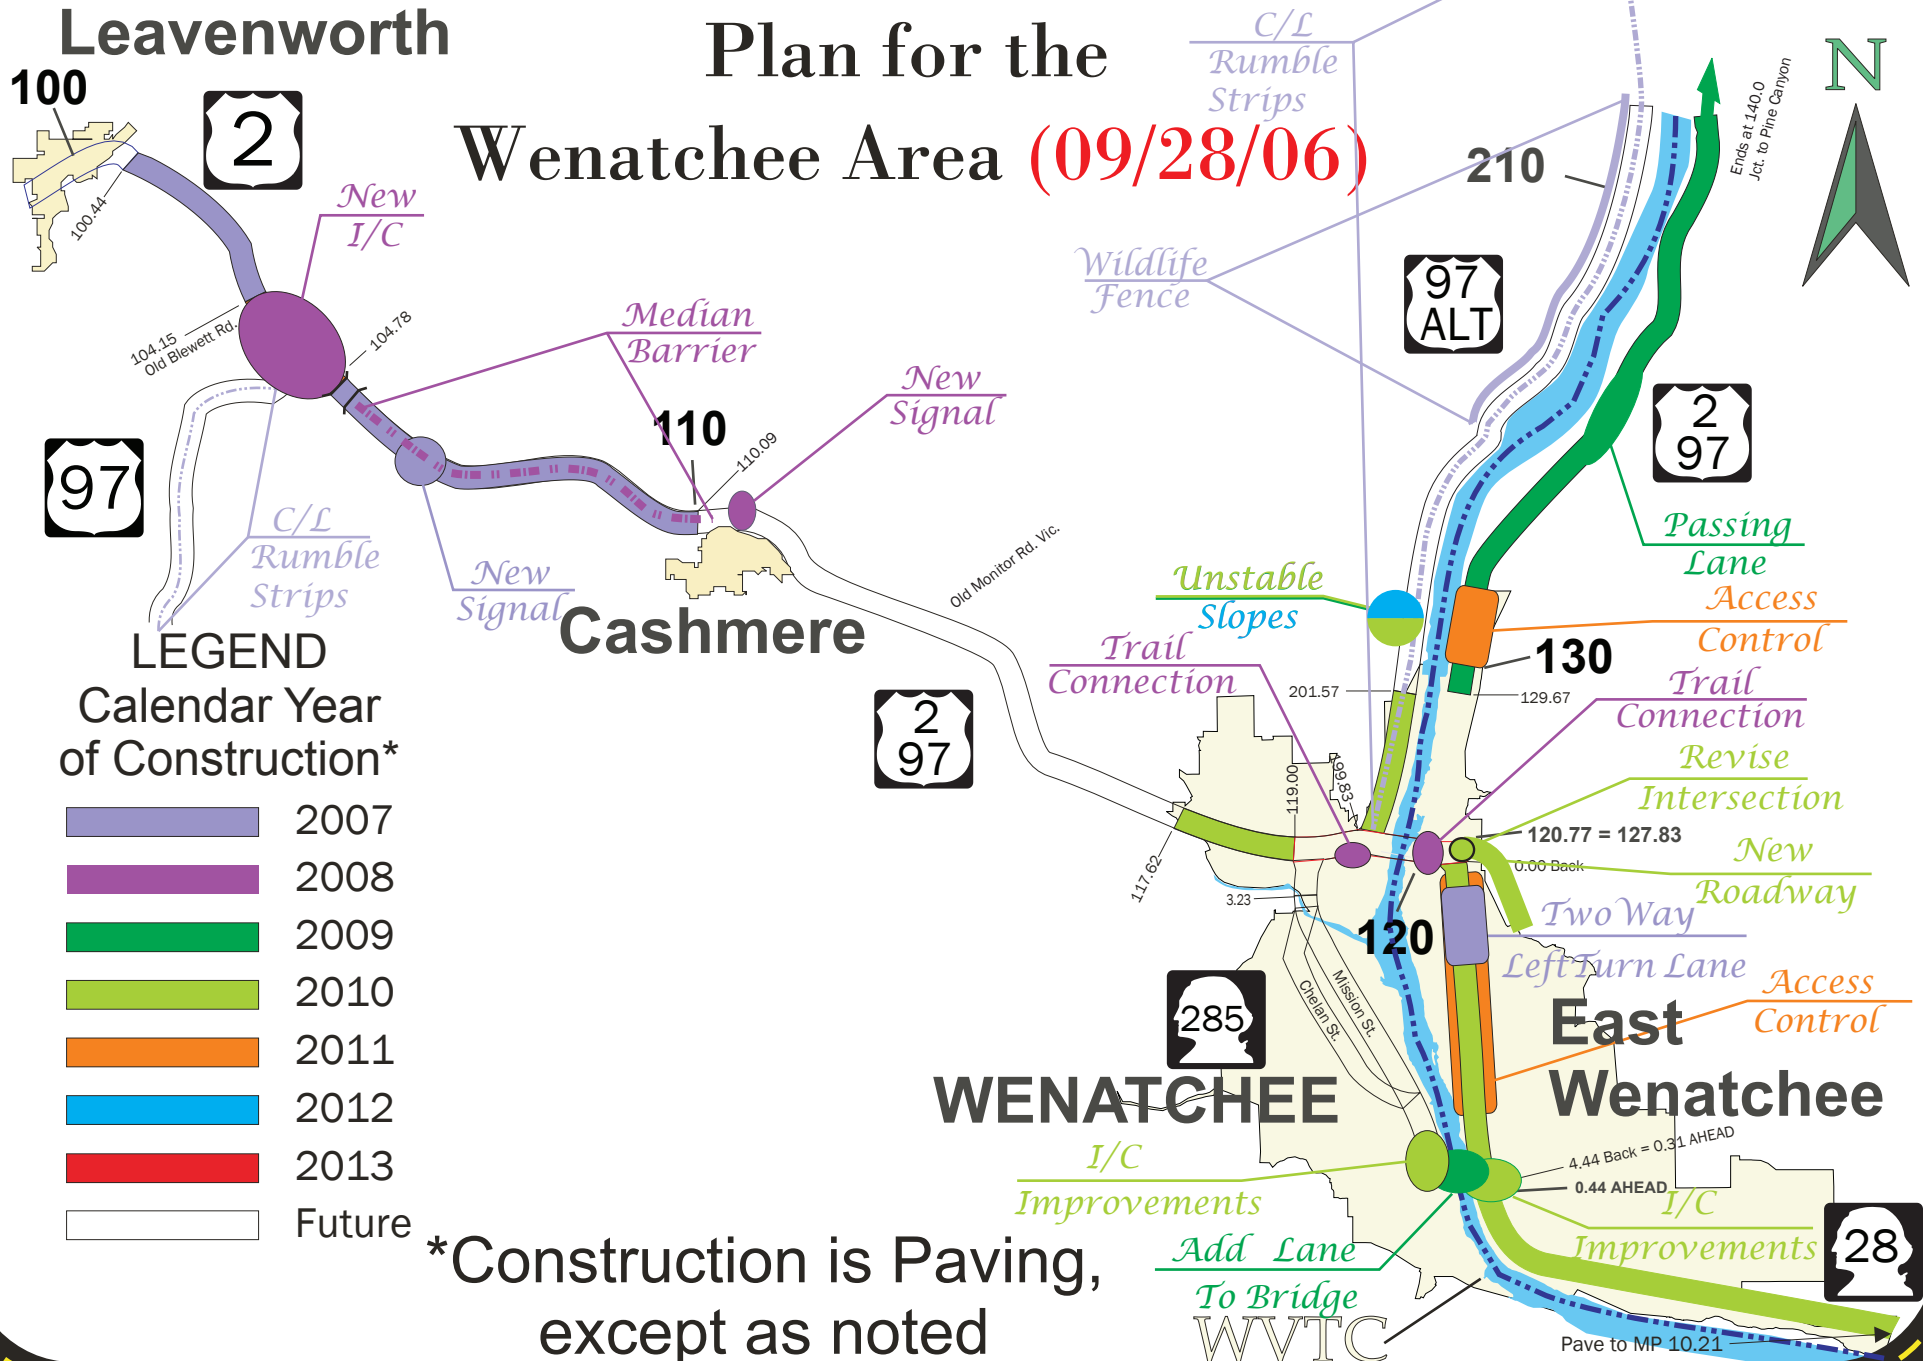 Leavenworth
100
2
100.44
New
I/C
Plan for the
Wenatchee Area (09/28/06)
C/L
Rumble
Strips
210
Ends at 140.0
Jct. to Pine Canyon
N
Wildlife
Fence
97
ALT
104.15
Old Blewett Rd.
104.78
Median
Barrier
New
Signal
110
110.09
2
97
97
C/L
Rumble
Strips
New
Signal
Cashmere
Old Monitor Rd. Vic.
Passing
Lane
Unstable
Slopes
Access
Control
130
129.67
Trail
Connection
201.57
Trail
Connection
2
97
Revise
Intersection
119.00
199.83
117.62
120.77 = 127.83
0.00 Back
New
Roadway
3.23
120
Two Way
Left Turn Lane
Access
Control
285
Chelan St.
Mission St.
East
Wenatchee
WENATCHEE
4.44 Back = 0.31 AHEAD
0.44 AHEAD
I/C
Improvements
I/C
Improvements
28
Add Lane
To Bridge
WVTC
Pave to MP 10.21
LEGEND
Calendar Year
of Construction*
2007
2008
2009
2010
2011
2012
2013
Future
*Construction is Paving,
except as noted